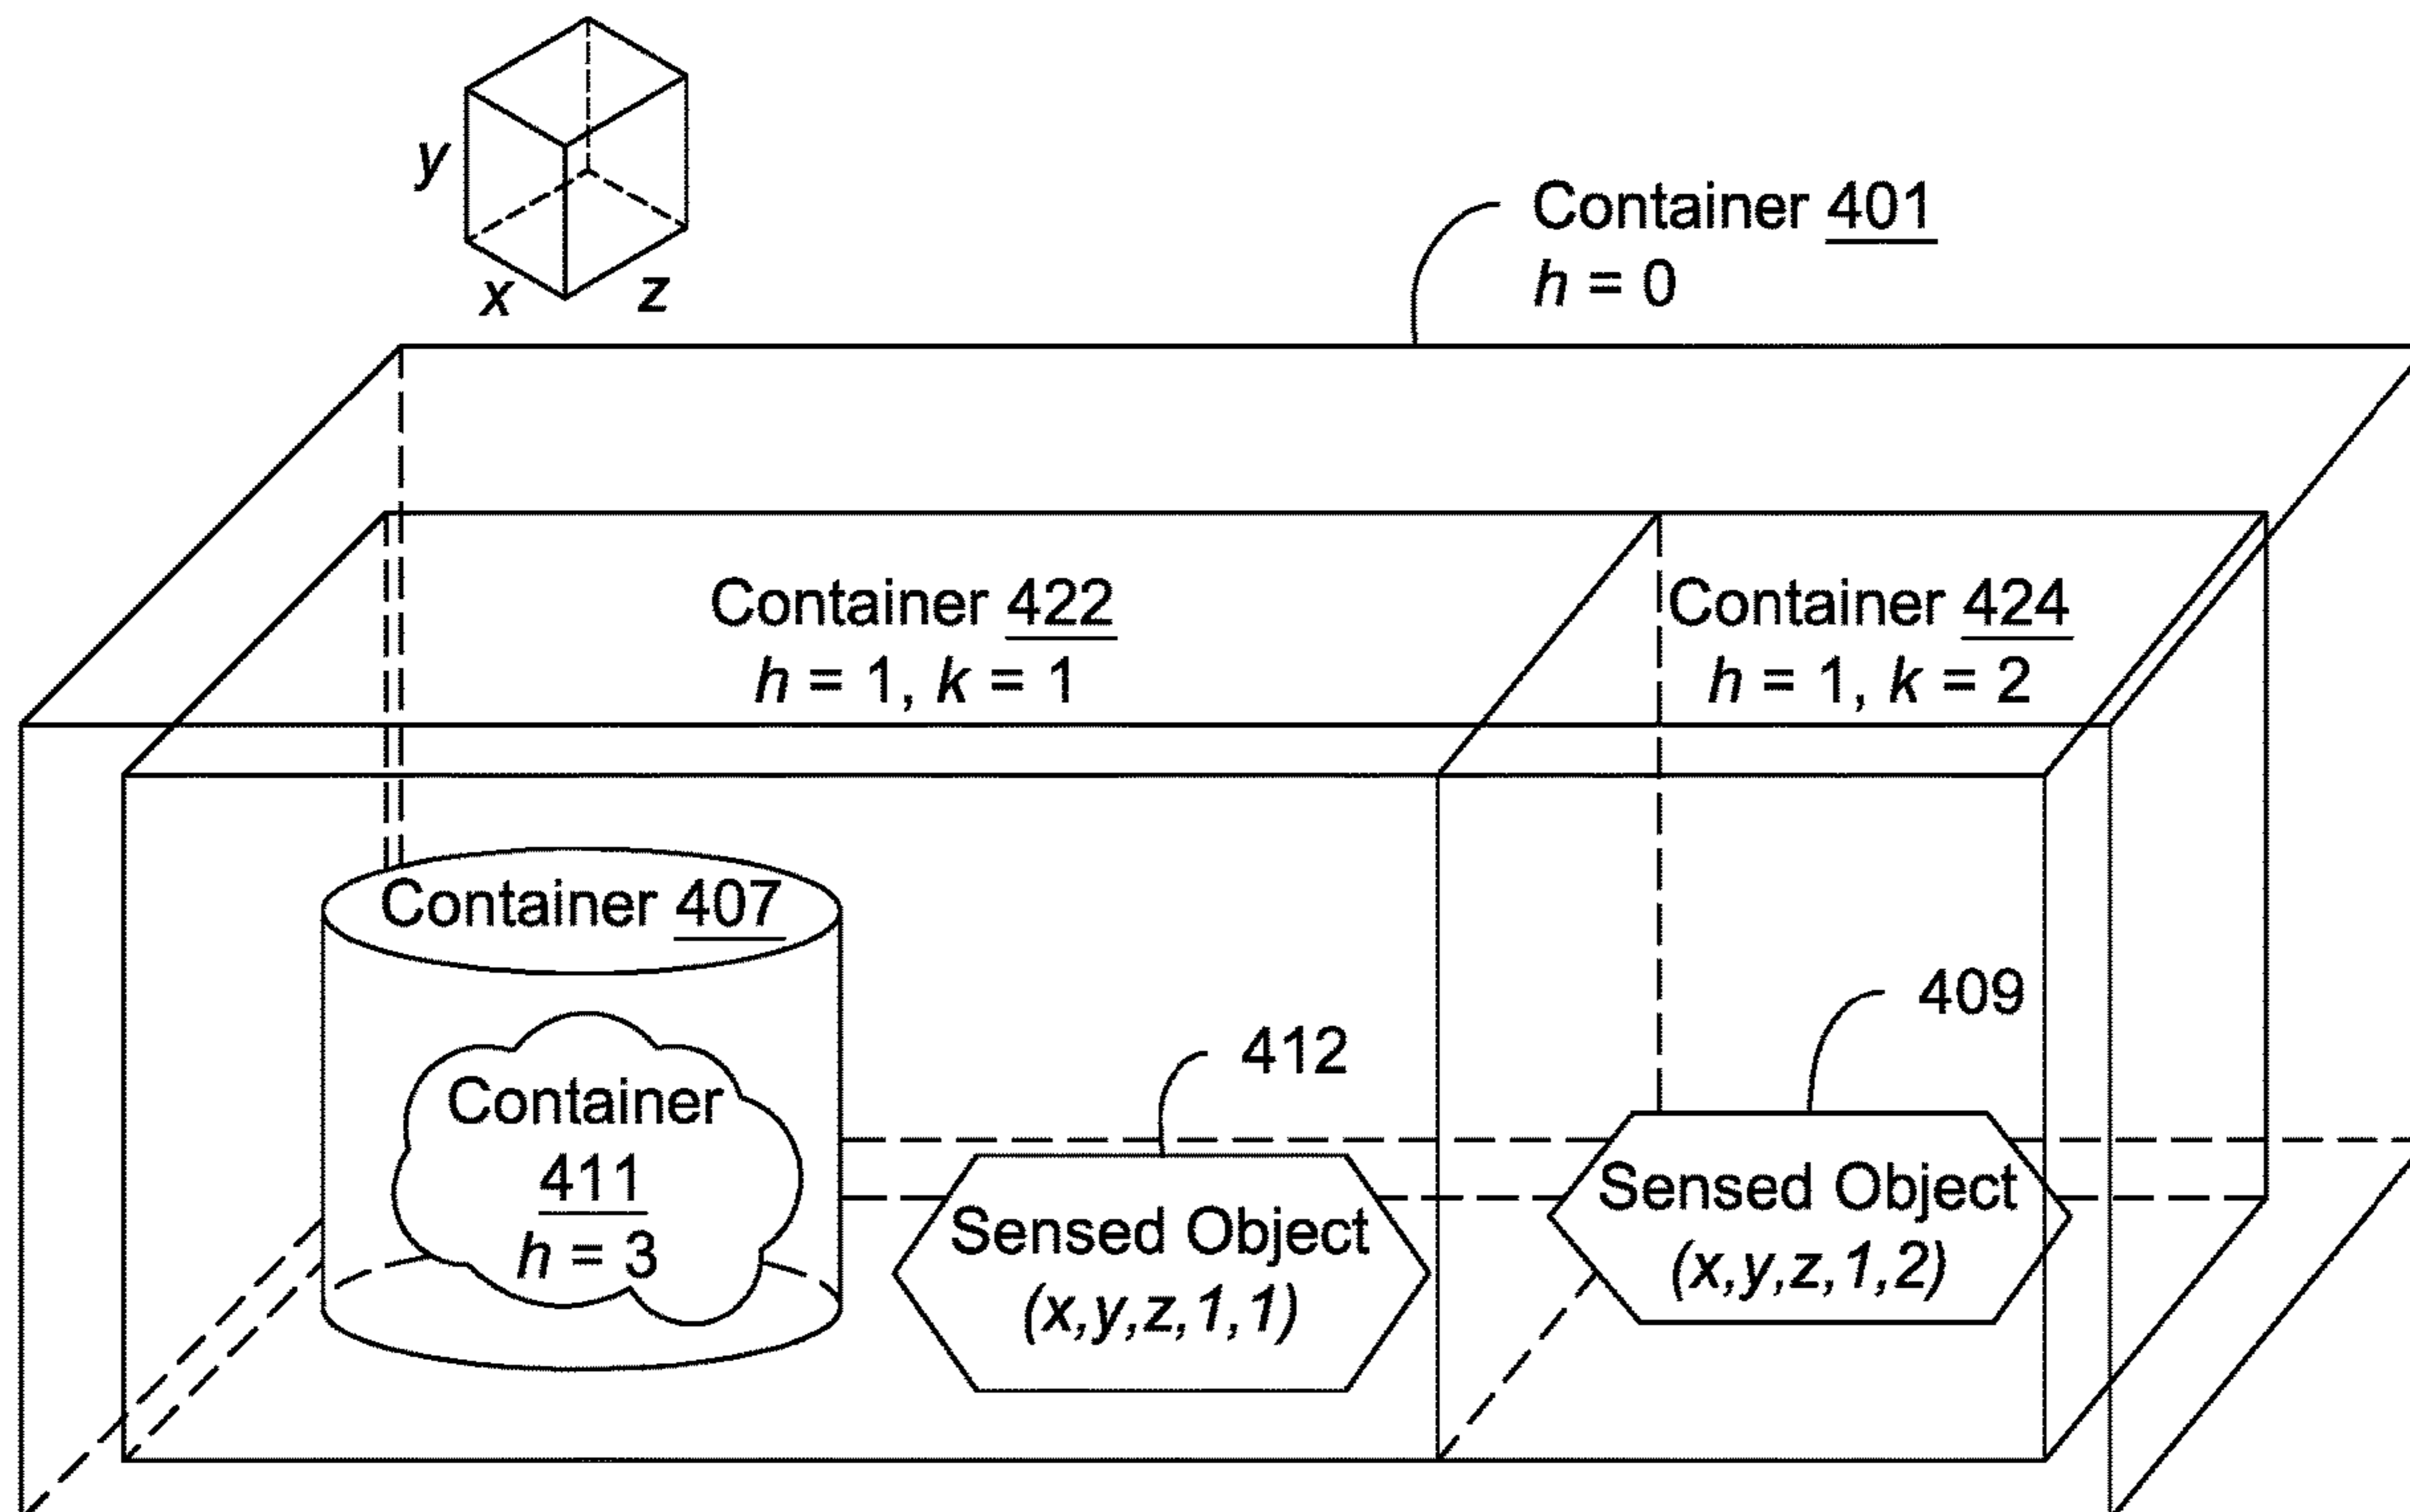 y
x
z
Container 401
h = 0
Container 422
h = 1, k = 1
Container 424
h = 1, k = 2
Container 407
Container
411
h = 3
412
Sensed Object
(x,y,z,1,1)
409
Sensed Object
(x,y,z,1,2)